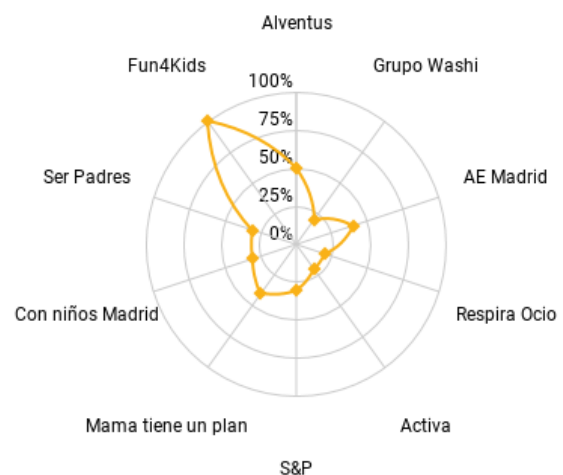 Alventus
Fun4Kids
Grupo Washi
100%
75%
50%
25%
0%
Ser Padres
AE Madrid
Con niños Madrid
Respira Ocio
Mama tiene un plan
Activa
S&P